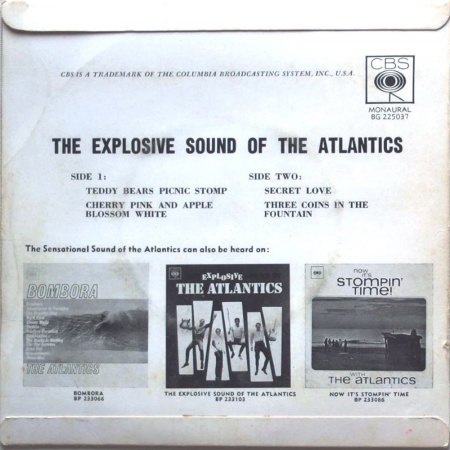 CBS IS A TRADEMARK OF THE COLUMBIA BROADCASTING SYSTEM, INC., U.S.A.
CBS
MONAURAL
BG 225037
THE EXPLOSIVE SOUND OF THE ATLANTICS
SIDE 1:
TEDDY BEARS PICNIC STOMP
CHERRY PINK AND APPLE
BLOSSOM WHITE
SIDE TWO:
SECRET LOVE
THREE COINS IN THE
FOUNTAIN
The Sensational Sound of the Atlantics can also be heard on:
BOMBORA
THE ATLANTICS
BOMBORA
BP 233066
EXPLOSIVE
THE ATLANTICS
THE EXPLOSIVE SOUND OF THE ATLANTICS
BP 233103
CBS
NOW
IT'S
STOMPIN'
TIME!
WITH
THE ATLANTICS
NOW IT'S STOMPIN' TIME
BP 233086